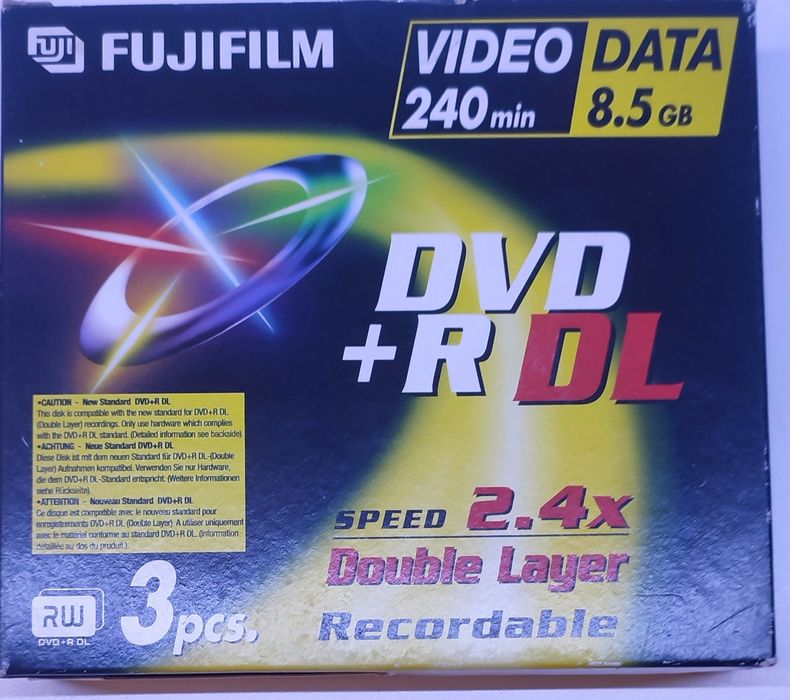 FUJI FUJIFILM
VIDEO DATA
240 min 8.5 GB
DVD
+R DL
•CAUTION - New Standard DVD+R DL
This disk is compatible with the new standard for DVD+R DL
(Double Layer) recordings. Only use hardware which complies
with the DVD+R DL standard. (Detailed information see backside).
•ACHTUNG - Neue Standard DVD+R DL
Diese Disk ist mit dem neuen Standard für DVD+R DL-(Double
Layer) Aufnahmen kompatibel. Verwenden Sie nur Hardware,
die dem DVD+R DL-Standard entspricht. (Weitere Informationen
siehe Rückseite).
•ATTENTION - Nouveau Standard DVD+R DL
Ce disque est compatible avec le nouveau standard pour
enregistrements DVD+R DL (Double Layer). A utiliser uniquement
avec le matériel conforme au standard DVD+R DL. (Information
détaillée au dos du produit.).
SPEED 2.4x
Double Layer
Recordable
RW
DVD+R DL
3 pcs.